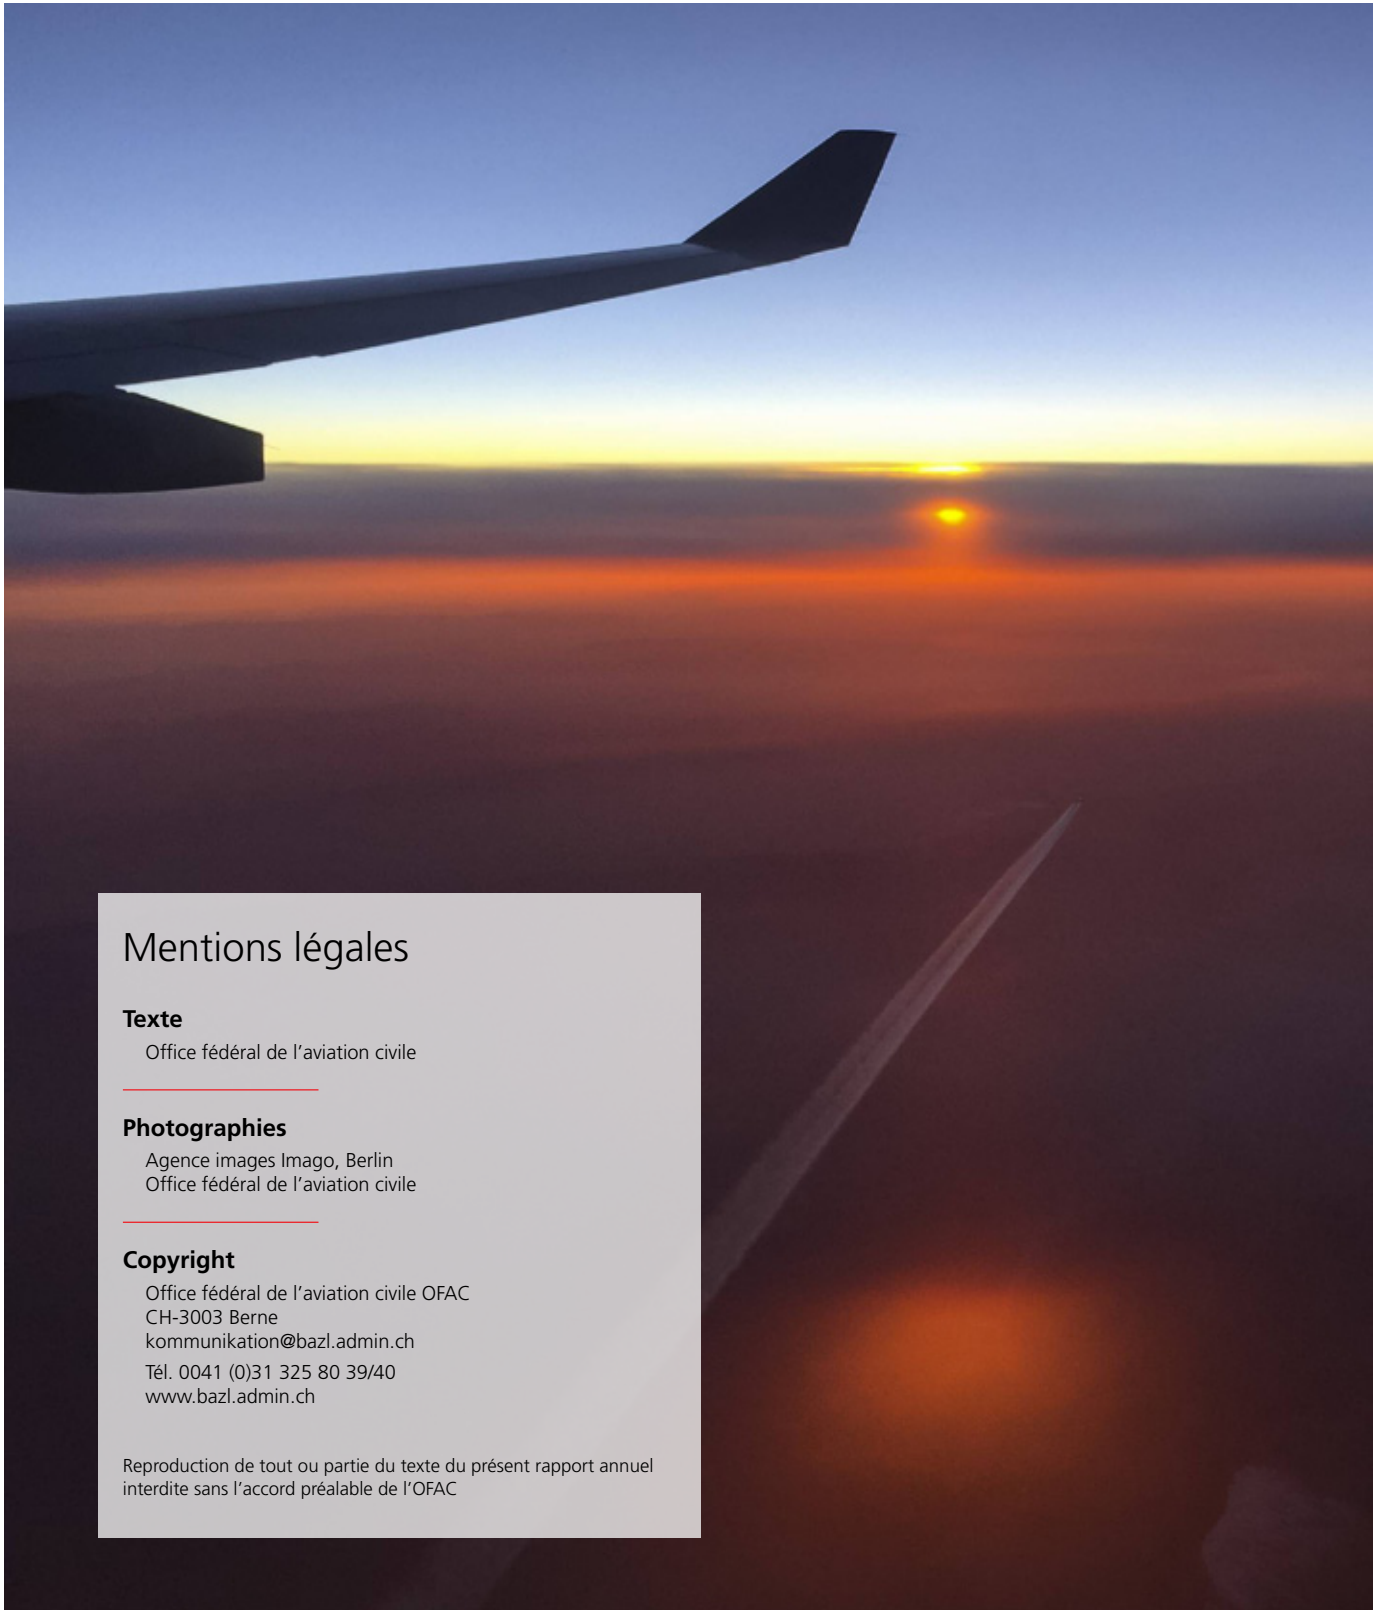 Mentions légales
Texte
Office fédéral de l’aviation civile
Photographies
Agence images Imago, Berlin
Office fédéral de l’aviation civile
Copyright
Office fédéral de l’aviation civile OFAC
CH-3003 Berne
kommunikation@bazl.admin.ch
Tél. 0041 (0)31 325 80 39/40
www.bazl.admin.ch
Reproduction de tout ou partie du texte du présent rapport annuel
interdite sans l’accord préalable de l’OFAC